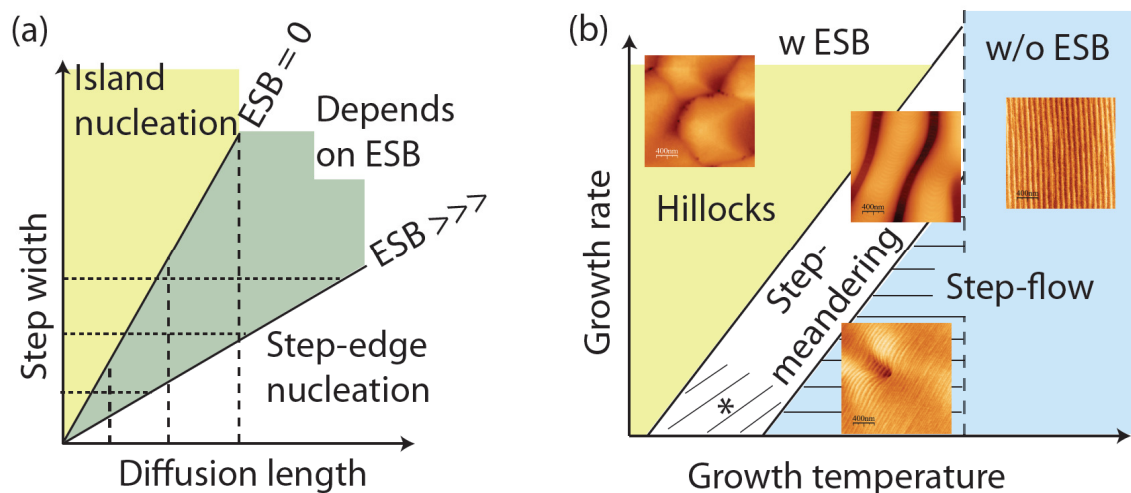 (a)
Island
nucleation
ESB = 0
Depends
on ESB
ESB >>>
Step width
Step-edge
nucleation
Diffusion length
(b)
w ESB
w/o ESB
400nm
400nm
400nm
Hillocks
Growth rate
Step-
meandering
Step-flow
*
400nm
Growth temperature